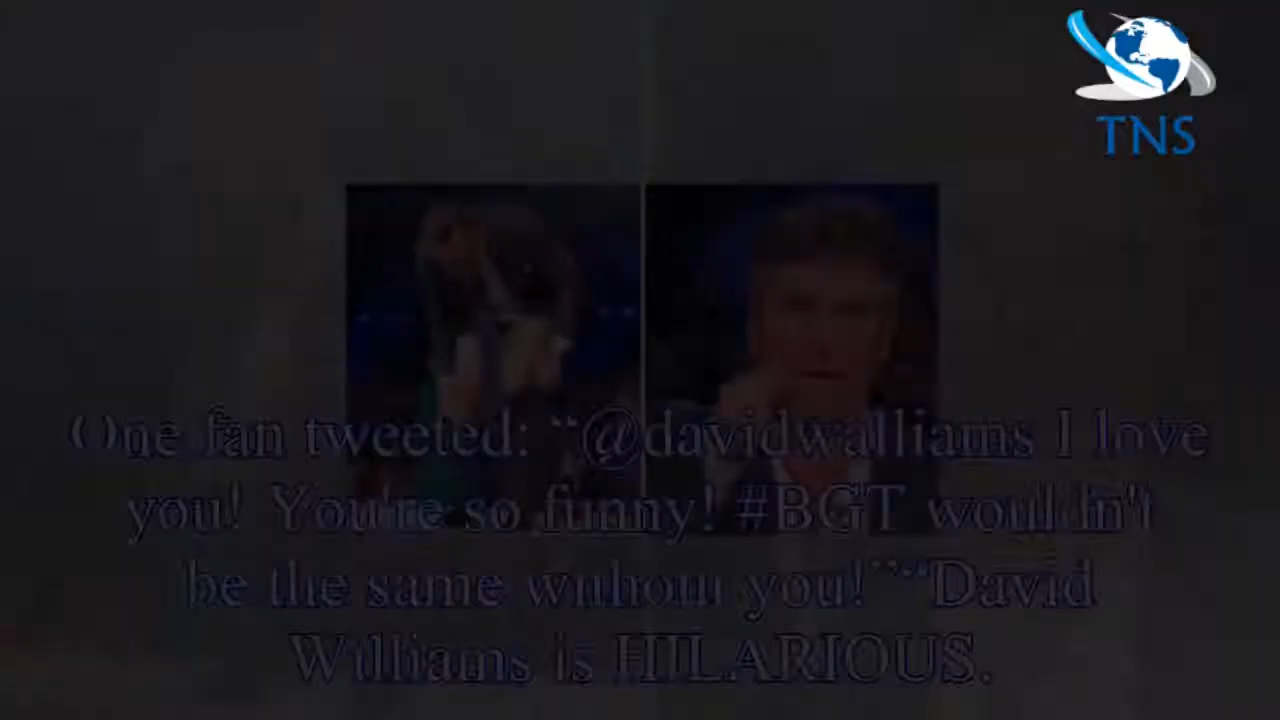 TNS
One fan tweeted: “@davidwalliams I love
you! You're so funny! #BGT wouldn't
be the same without you!”“David
Williams is HILARIOUS.